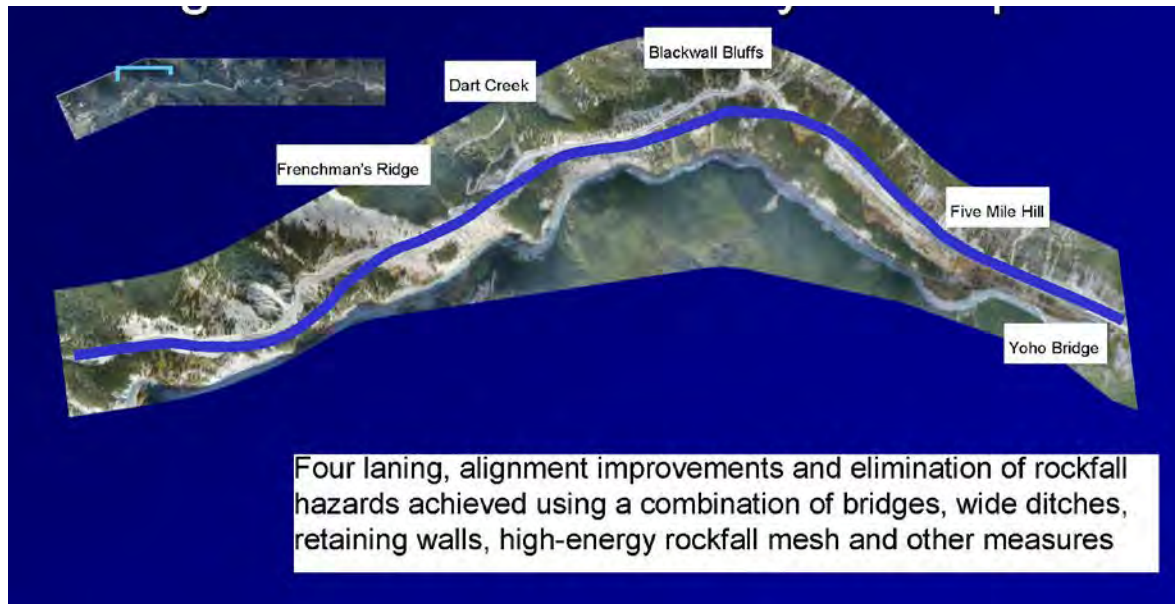 Blackwall Bluffs
Dart Creek
Frenchman's Ridge
Five Mile Hill
Yoho Bridge
Four laning, alignment improvements and elimination of rockfall
hazards achieved using a combination of bridges, wide ditches,
retaining walls, high-energy rockfall mesh and other measures